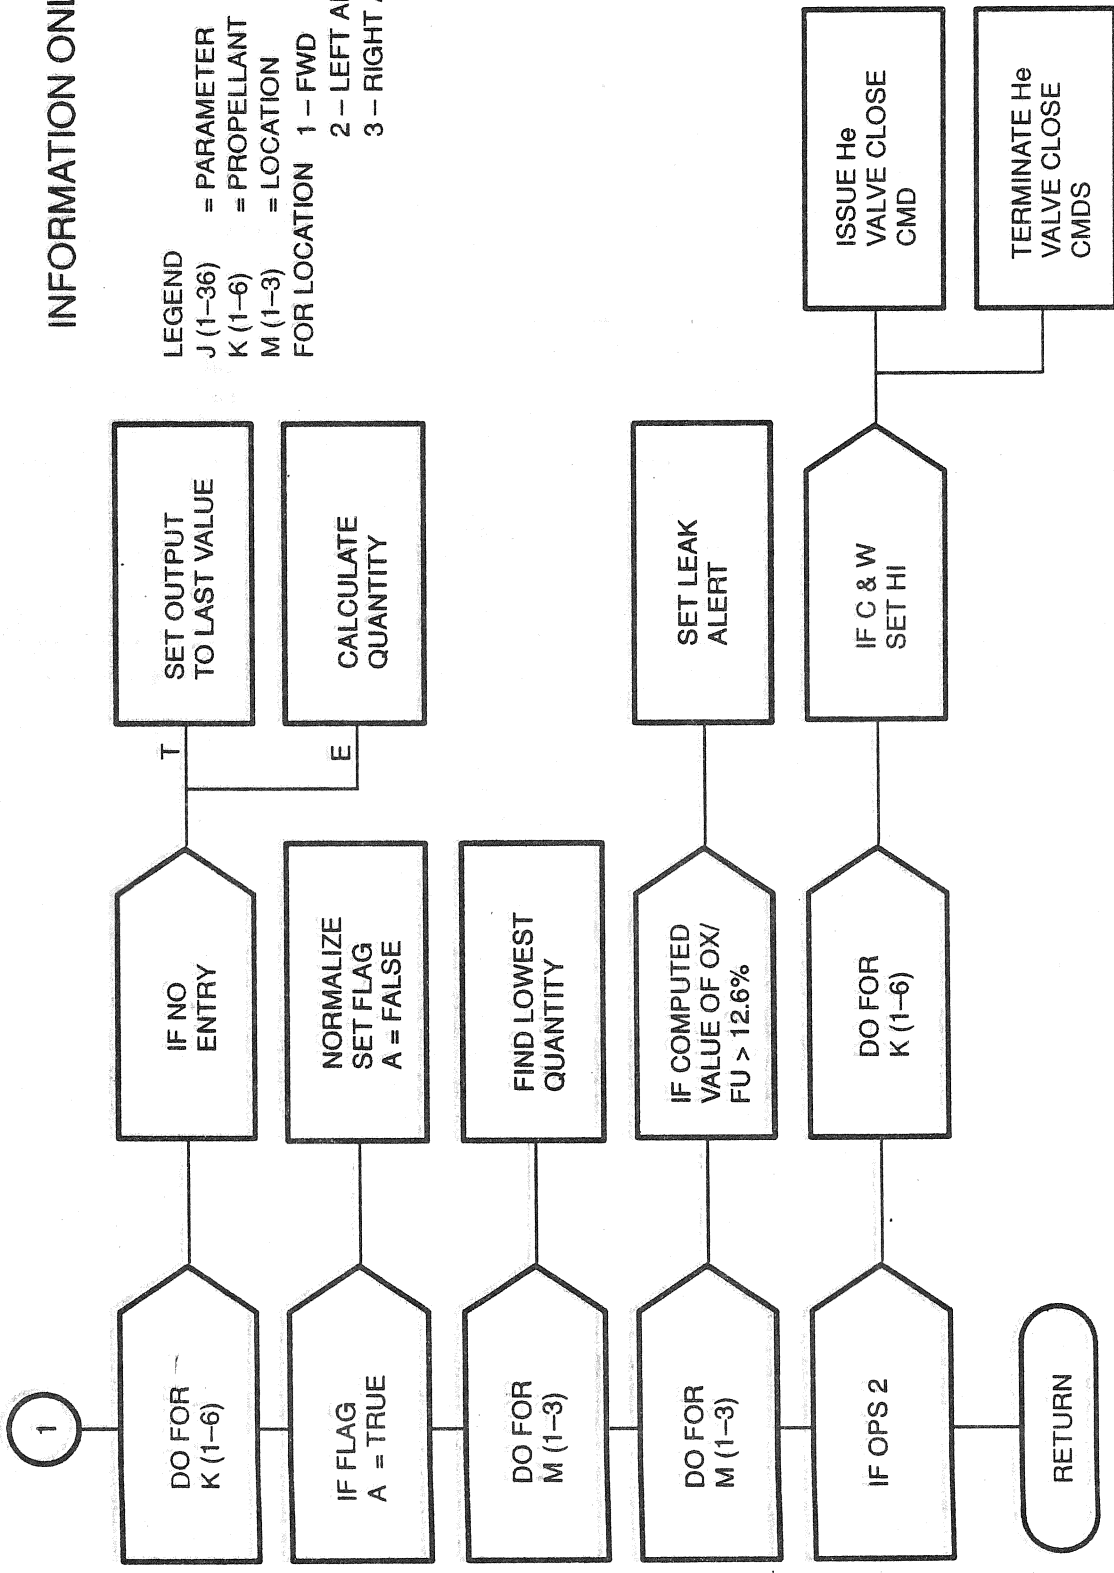 INFORMATION ONL
LEGEND
J (1–36) = PARAMETER
K (1–6) = PROPELLANT
M (1–3) = LOCATION
FOR LOCATION 1 – FWD
2 – LEFT A
3 – RIGHT
1
DO FOR
K (1–6)
IF NO
ENTRY
T
SET OUTPUT
TO LAST VALUE
E
CALCULATE
QUANTITY
IF FLAG
A = TRUE
NORMALIZE
SET FLAG
A = FALSE
DO FOR
M (1–3)
FIND LOWEST
QUANTITY
DO FOR
M (1–3)
IF COMPUTED
VALUE OF OX/
FU > 12.6%
SET LEAK
ALERT
IF OPS 2
DO FOR
K (1–6)
IF C & W
SET HI
ISSUE He
VALVE CLOSE
CMD
TERMINATE He
VALVE CLOSE
CMDS
RETURN